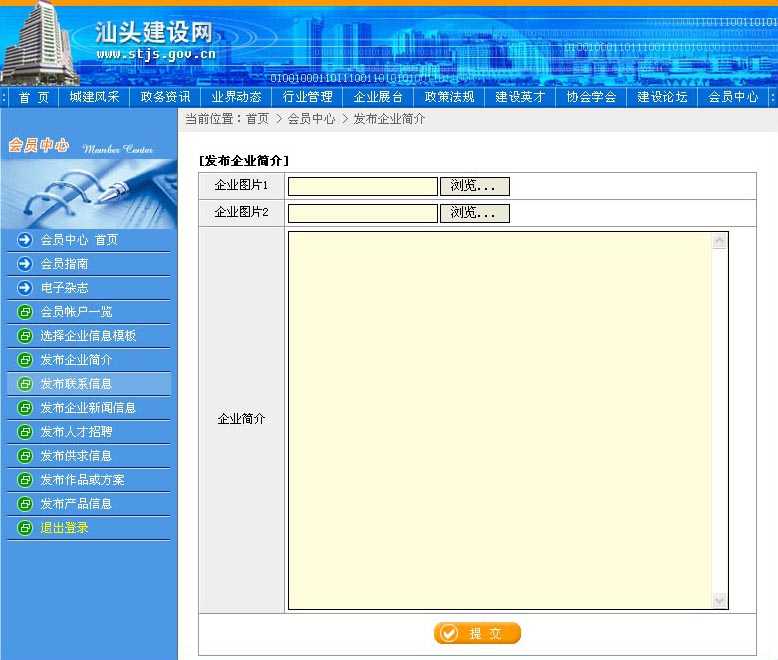 汕头建设网
www.stjs.gov.cn
首 页 城建风采 政务资讯 业界动态 行业管理 企业展台 政策法规 建设英才 协会学会 建设论坛 会员中心
当前位置：首页 > 会员中心 > 发布企业简介
会员中心 Member Center
会员中心 首页
会员指南
电子杂志
会员帐户一览
选择企业信息模板
发布企业简介
发布联系信息
发布企业新闻信息
发布人才招聘
发布供求信息
发布作品或方案
发布产品信息
退出登录
[发布企业简介]
企业图片1 浏览...
企业图片2 浏览...
企业简介
提 交